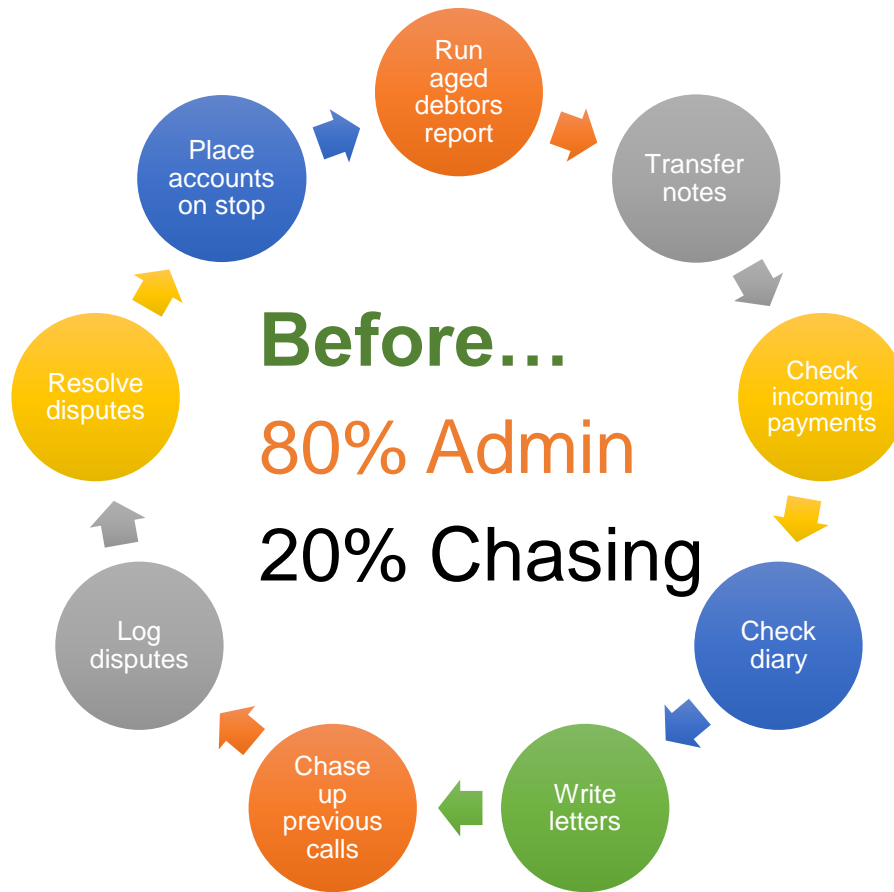 Run
aged
debtors
report
Transfer
notes
Check
incoming
payments
Check
diary
Write
letters
Chase
up
previous
calls
Log
disputes
Resolve
disputes
Place
accounts
on stop
Before…
80% Admin
20% Chasing